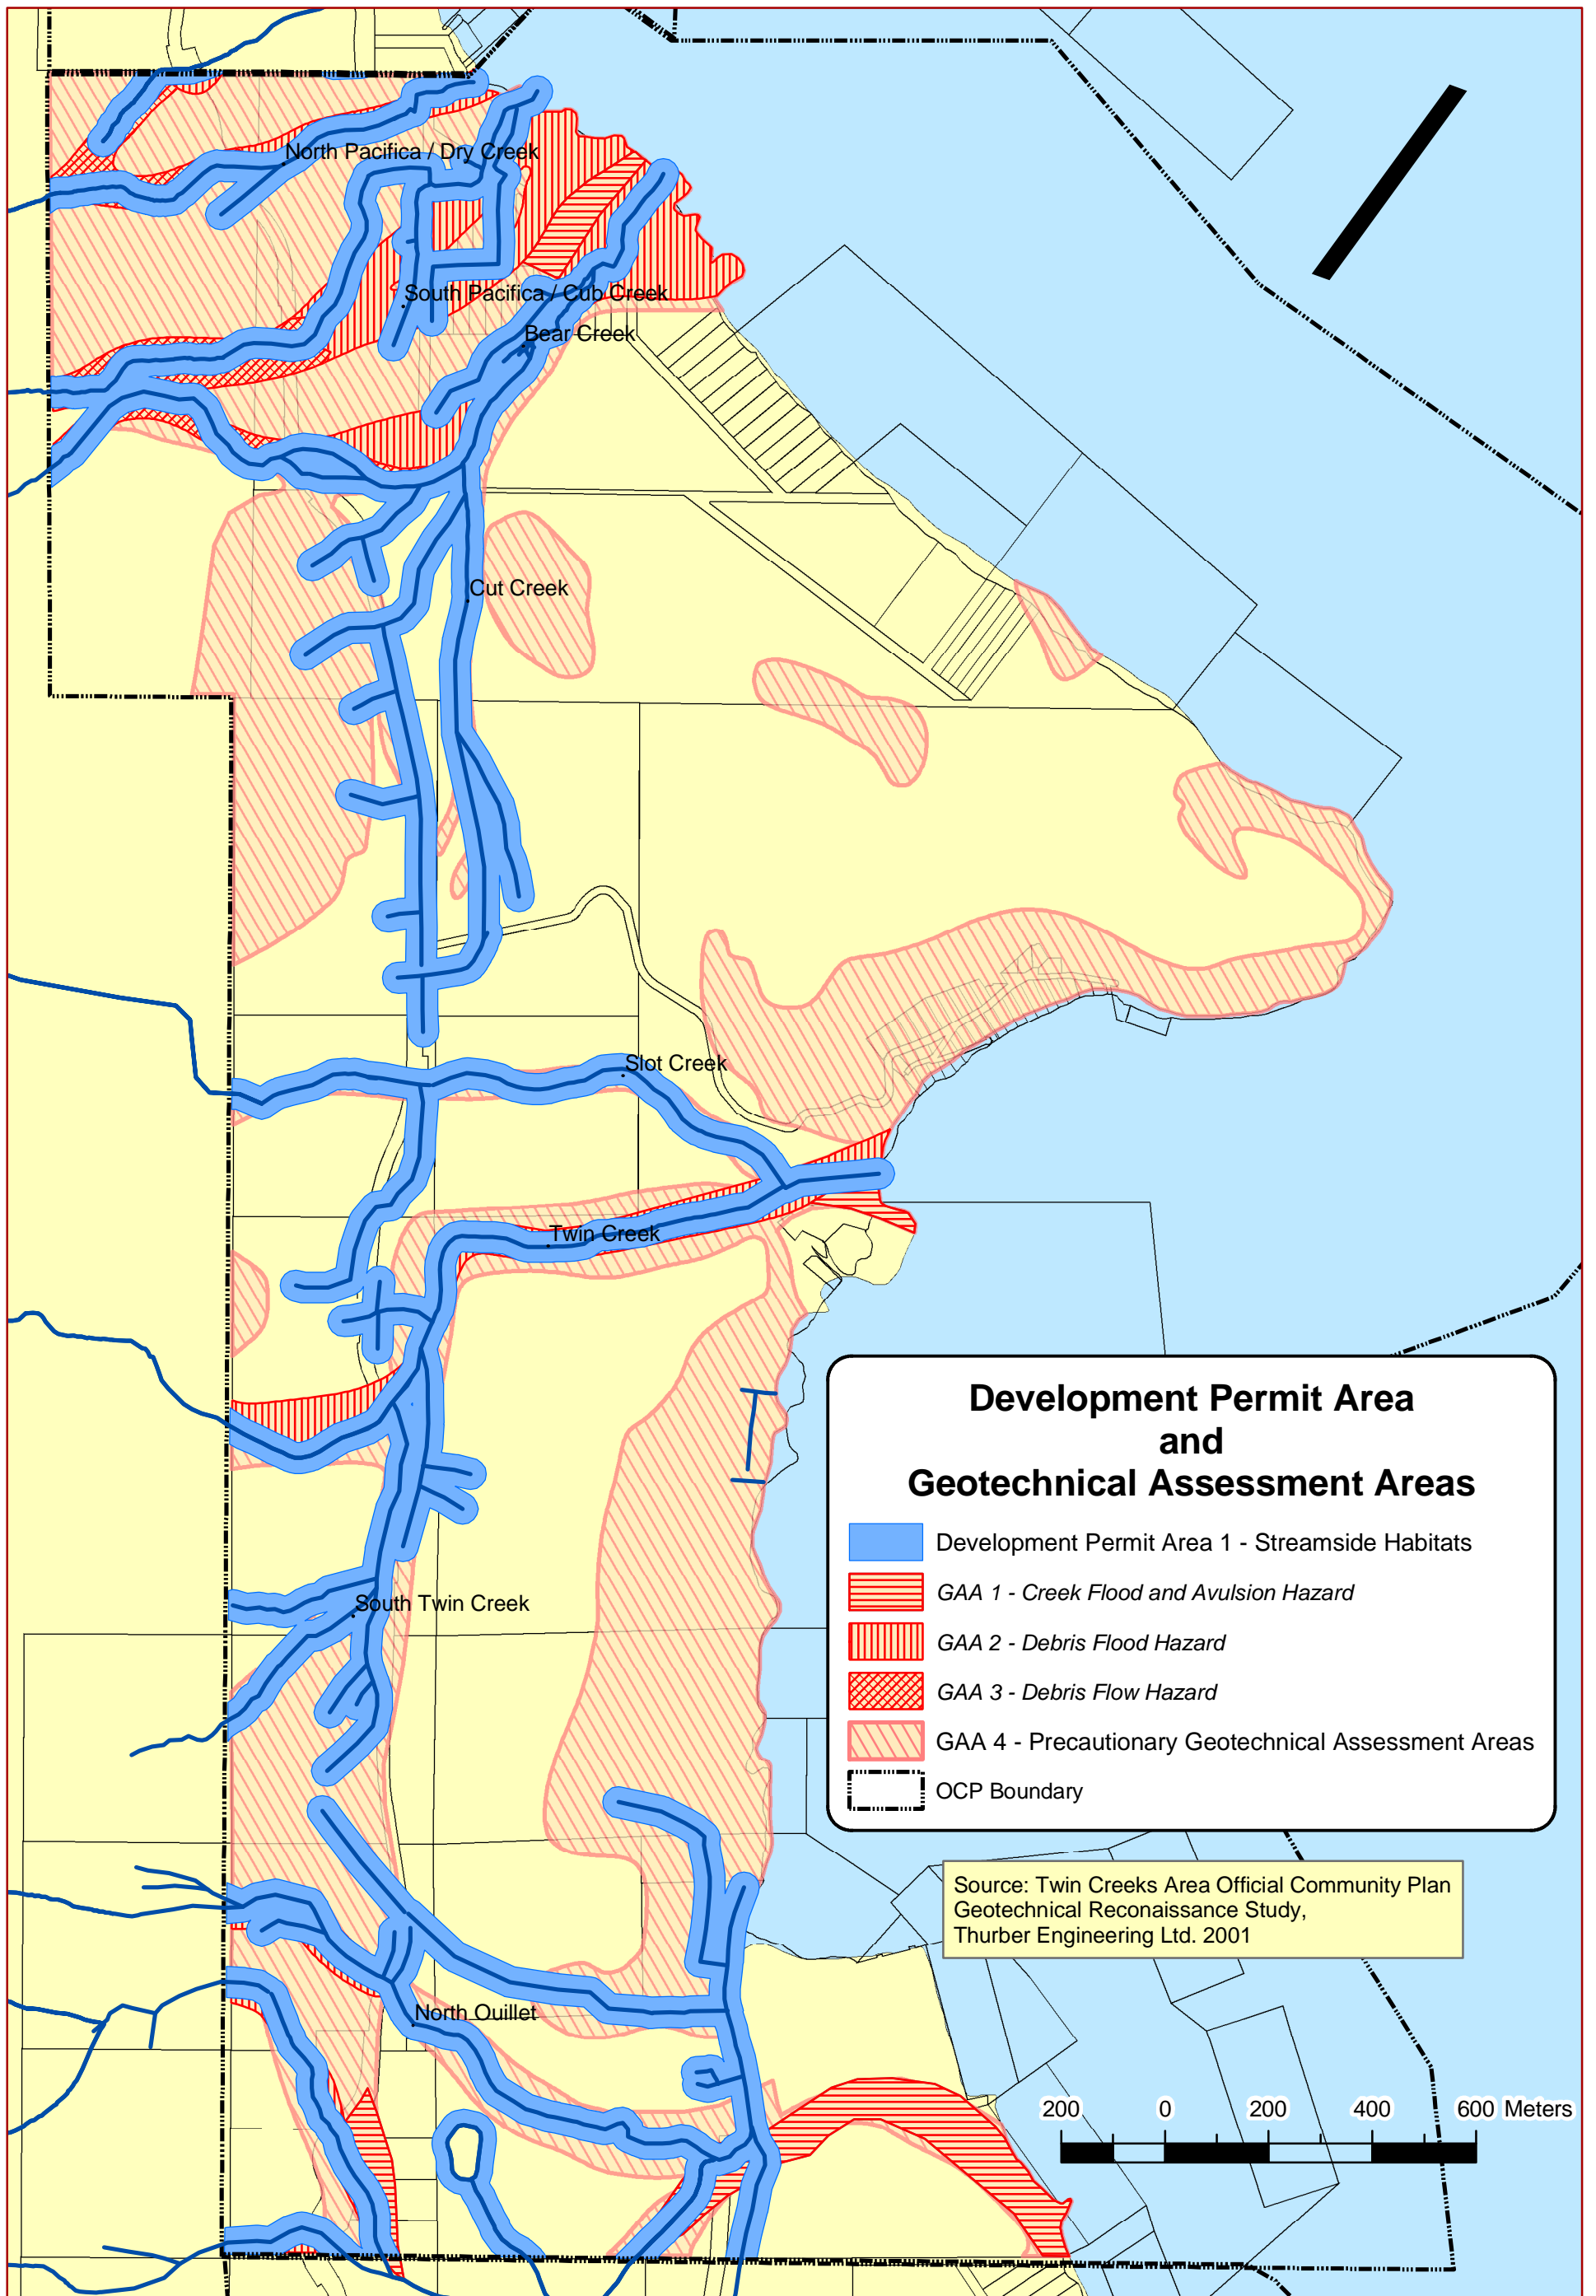 North Pacifica / Dry Creek
South Pacifica / Cub Creek
Bear Creek
Cut Creek
Slot Creek
Twin Creek
South Twin Creek
North Ouillet
Development Permit Area
and
Geotechnical Assessment Areas
Development Permit Area 1 - Streamside Habitats
GAA 1 - Creek Flood and Avulsion Hazard
GAA 2 - Debris Flood Hazard
GAA 3 - Debris Flow Hazard
GAA 4 - Precautionary Geotechnical Assessment Areas
OCP Boundary
Source: Twin Creeks Area Official Community Plan
Geotechnical Reconaissance Study,
Thurber Engineering Ltd. 2001
200 0 200 400 600 Meters